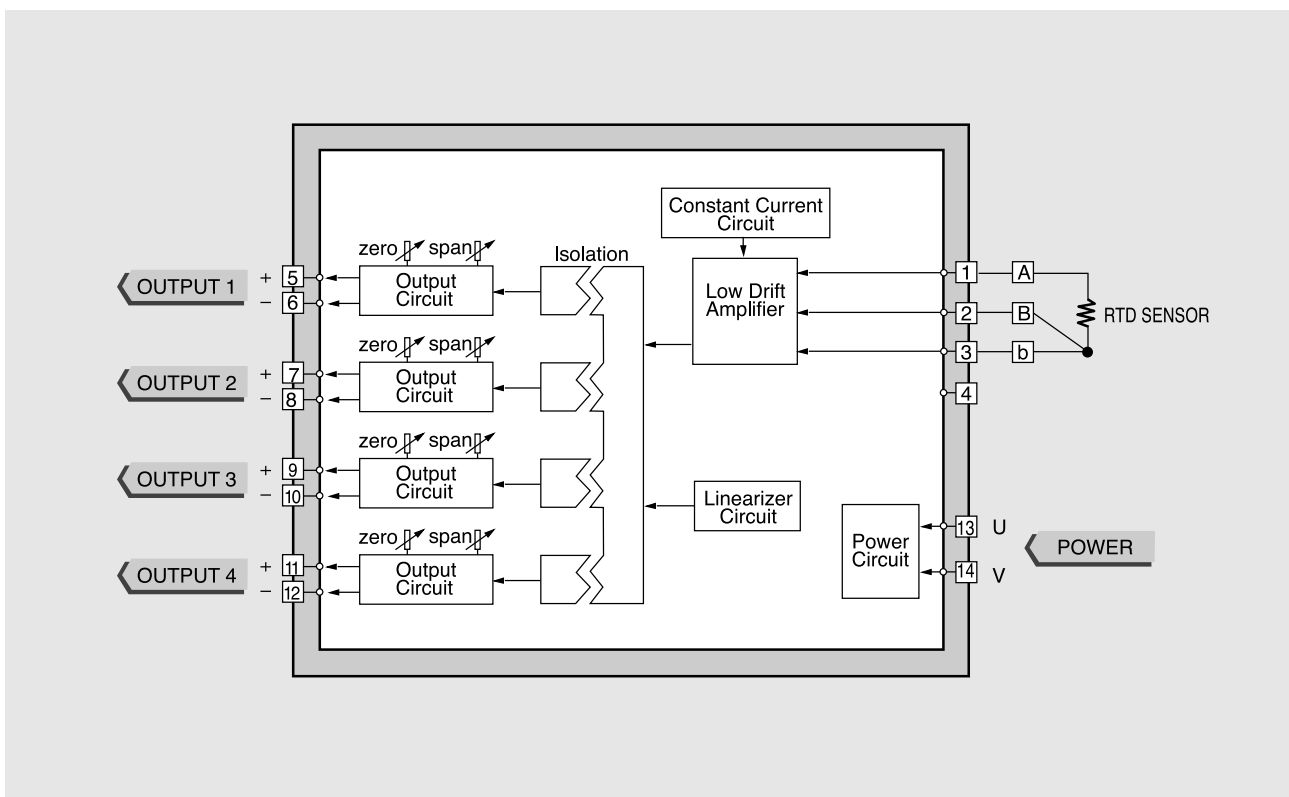 Constant Current
Circuit
zero span
Isolation
OUTPUT 1
+ 5
− 6
Output
Circuit
Low Drift
Amplifier
1 A
2 B
3 b
4
RTD SENSOR
zero span
OUTPUT 2
+ 7
− 8
Output
Circuit
zero span
OUTPUT 3
+ 9
− 10
Output
Circuit
Linearizer
Circuit
zero span
OUTPUT 4
+ 11
− 12
Output
Circuit
Power
Circuit
13 U
14 V
POWER